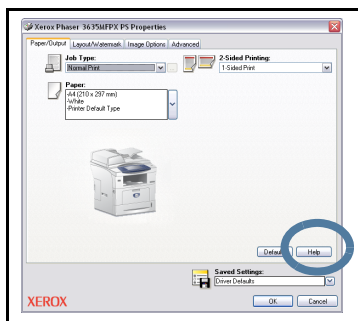 Xerox Phaser 3635MFPX PS Properties
Paper/Output Layout/Watermark Image Options Advanced
Job Type: 2-Sided Printing:
Normal Print 1-Sided Print
Paper:
-A4 (210 x 297 mm)
-White
-Printer Default Type
Help
Saved Settings:
Driver Defaults
XEROX OK Cancel